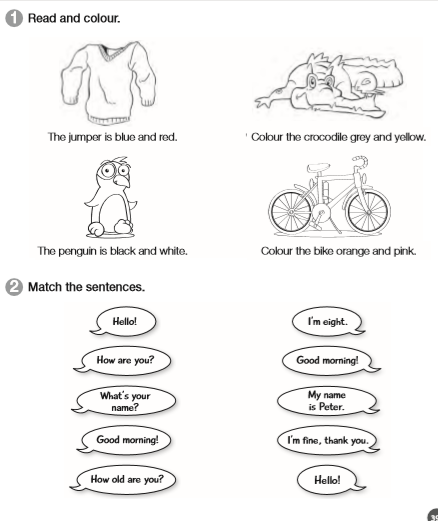 1 Read and colour.
The jumper is blue and red.
Colour the crocodile grey and yellow.
The penguin is black and white.
Colour the bike orange and pink.
2 Match the sentences.
Hello!
I'm eight.
How are you?
Good morning!
What's your
name?
My name
is Peter.
Good morning!
I'm fine, thank you.
How old are you?
Hello!